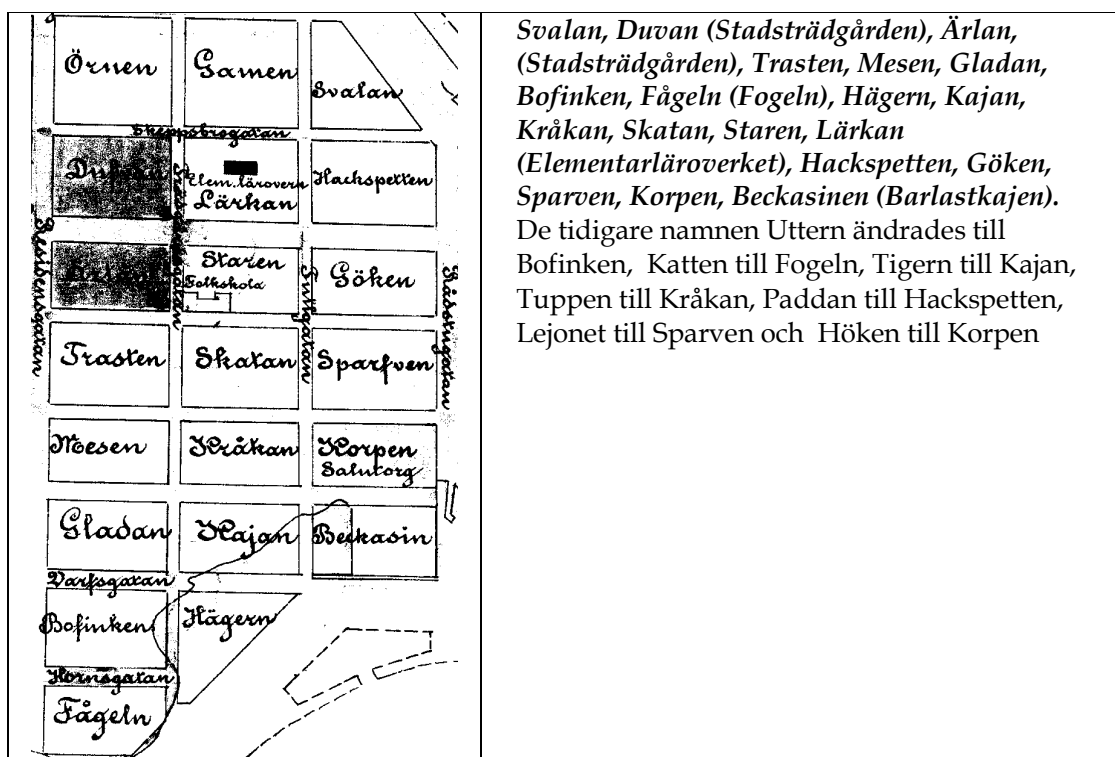 Örnen
Gamen
Svalan
Skeppsbrogatan
Elem.lärovern
Lärkan
Hackspetten
Staren
Folkskola
Göken
Trasten
Skatan
Sparfven
Mesen
Kråkan
Korpen
Salutorg
Gladan
Kajan
Beckasin
Varfsgatan
Bofinken
Hägern
Hornsgatan
Fågeln
Svalan, Duvan (Stadsträdgården), Ärlan,
(Stadsträdgården), Trasten, Mesen, Gladan,
Bofinken, Fågeln (Fogeln), Hägern, Kajan,
Kråkan, Skatan, Staren, Lärkan
(Elementarläroverket), Hackspetten, Göken,
Sparven, Korpen, Beckasinen (Barlastkajen).
De tidigare namnen Uttern ändrades till
Bofinken, Katten till Fogeln, Tigern till Kajan,
Tuppen till Kråkan, Paddan till Hackspetten,
Lejonet till Sparven och Höken till Korpen